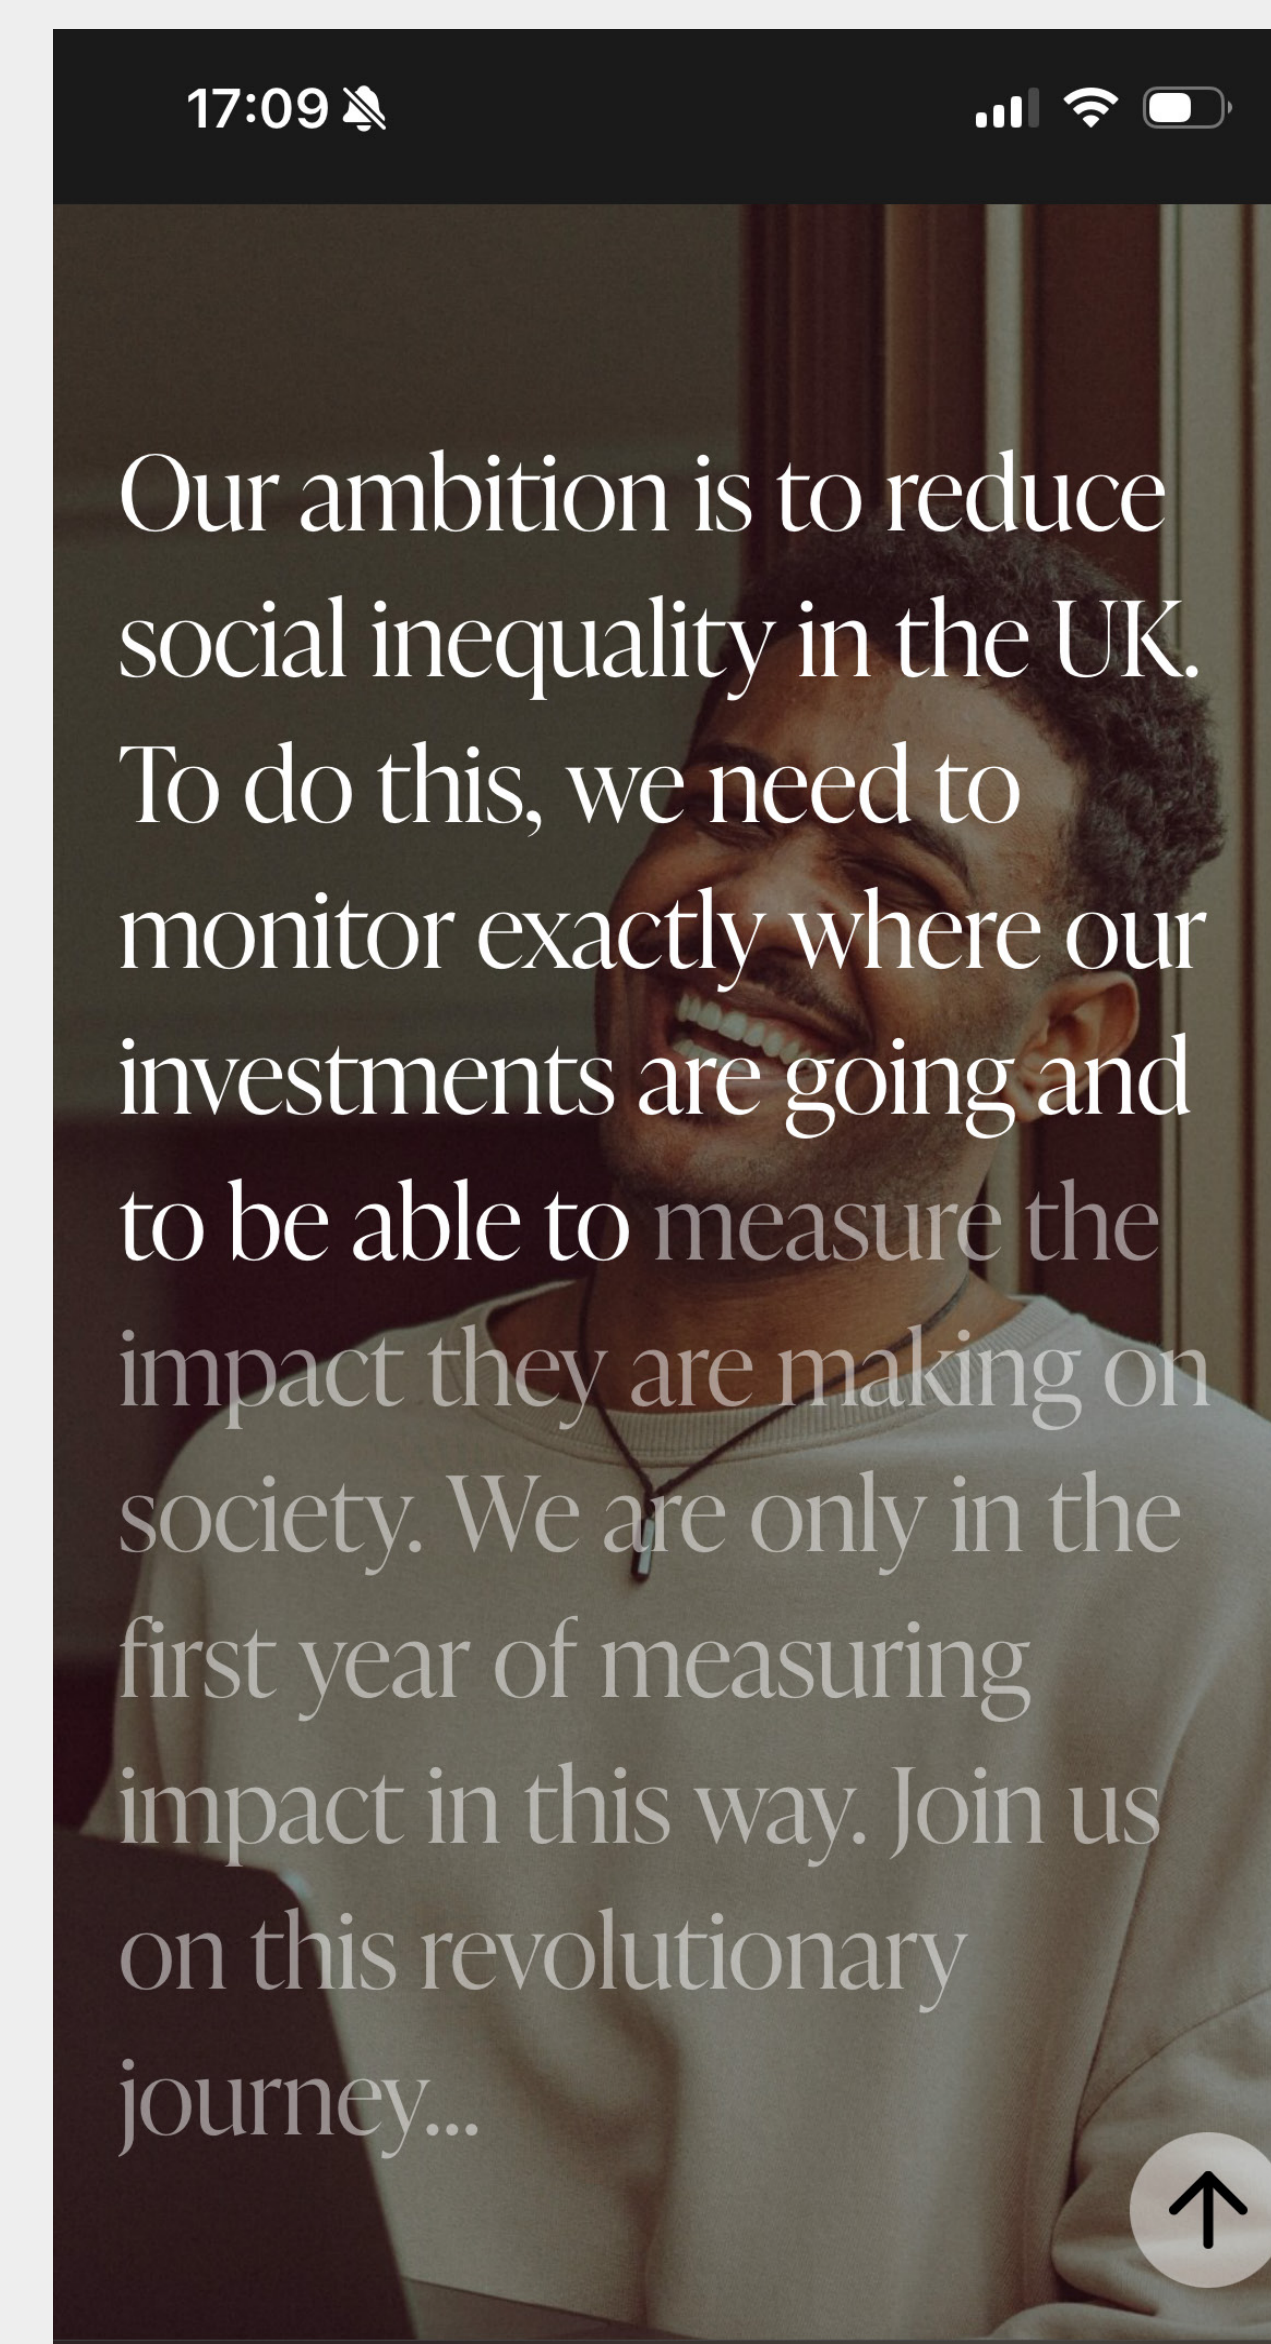 17:09
Our ambition is to reduce
social inequality in the UK.
To do this, we need to
monitor exactly where our
investments are going and
to be able to measure the
impact they are making on
society. We are only in the
first year of measuring
impact in this way. Join us
on this revolutionary
journey...